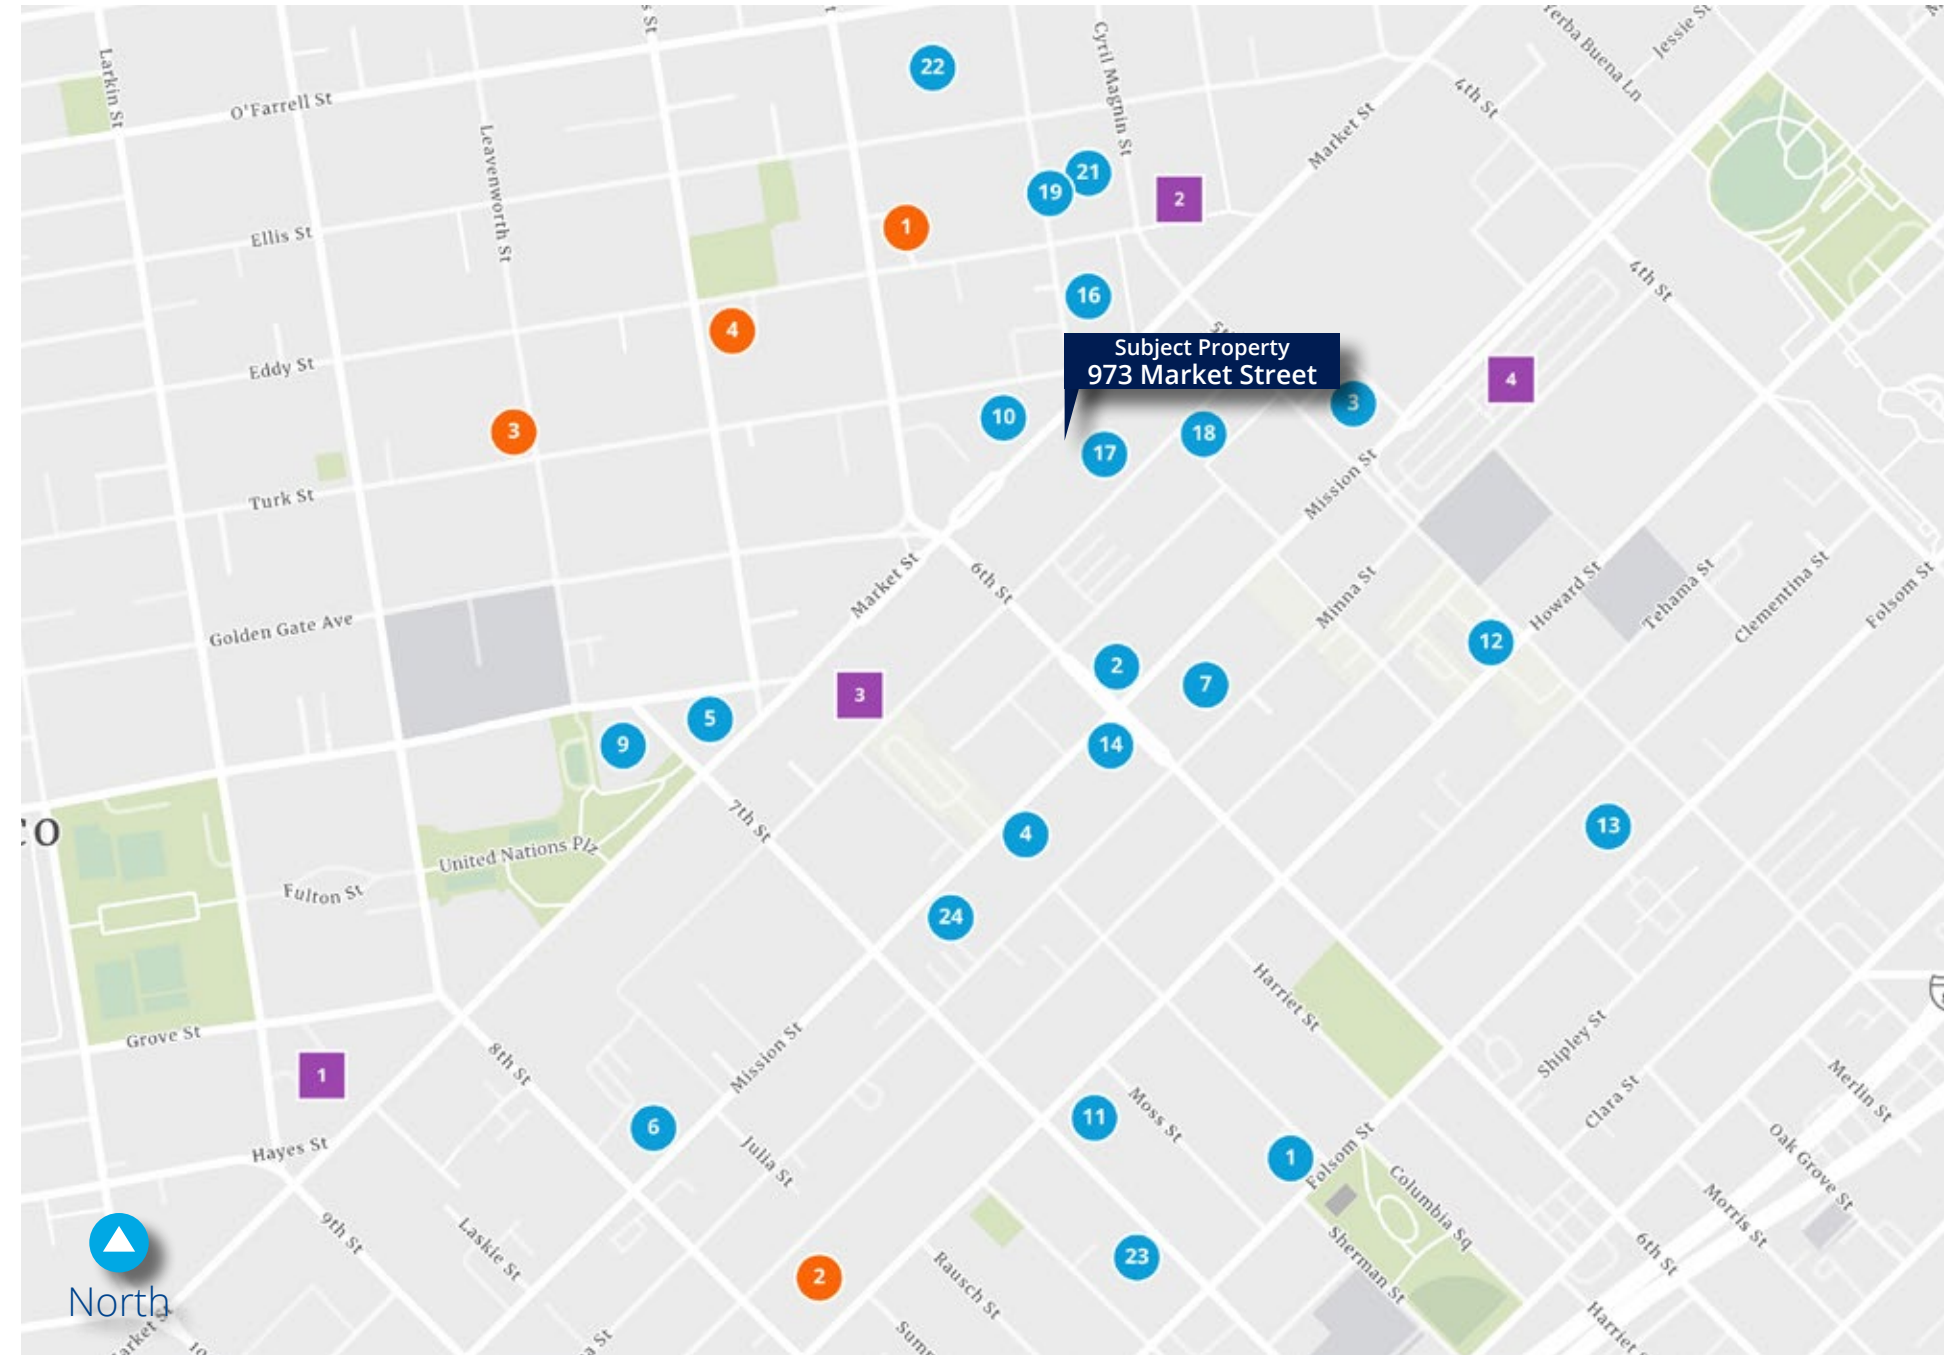 Larkin St
O'Farrell St
Leavenworth St
22
Cyril Magnin St
Market St
4th St
Yerba Buena Ln
Jessie St
21
19
2
1
Ellis St
16
4
4th St
Subject Property
973 Market Street
Eddy St
3
10
17
18
3
4
Turk St
Mission St
Market St
6th St
Minna St
Howard St
Tehama St
Clementina St
Folsom St
Golden Gate Ave
12
2
7
3
5
9
14
7th St
4
13
United Nations Plz
Fulton St
24
Harriet St
Grove St
8th St
Mission St
Shipley St
Clara St
Merlin St
1
6
11
Moss St
Hayes St
Julia St
1
Folsom St
Columbia Sq
Oak Grove St
Morris St
9th St
Laskie St
2
Rausch St
23
Sherman St
6th St
North